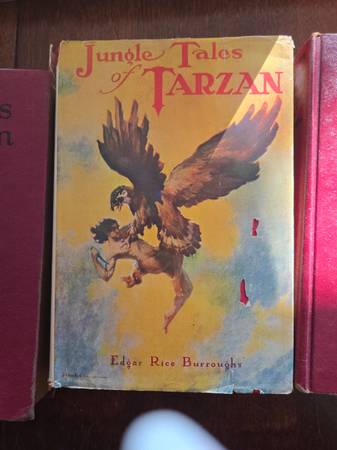 Jungle Tales
of TARZAN
Edgar Rice Burroughs
s
n